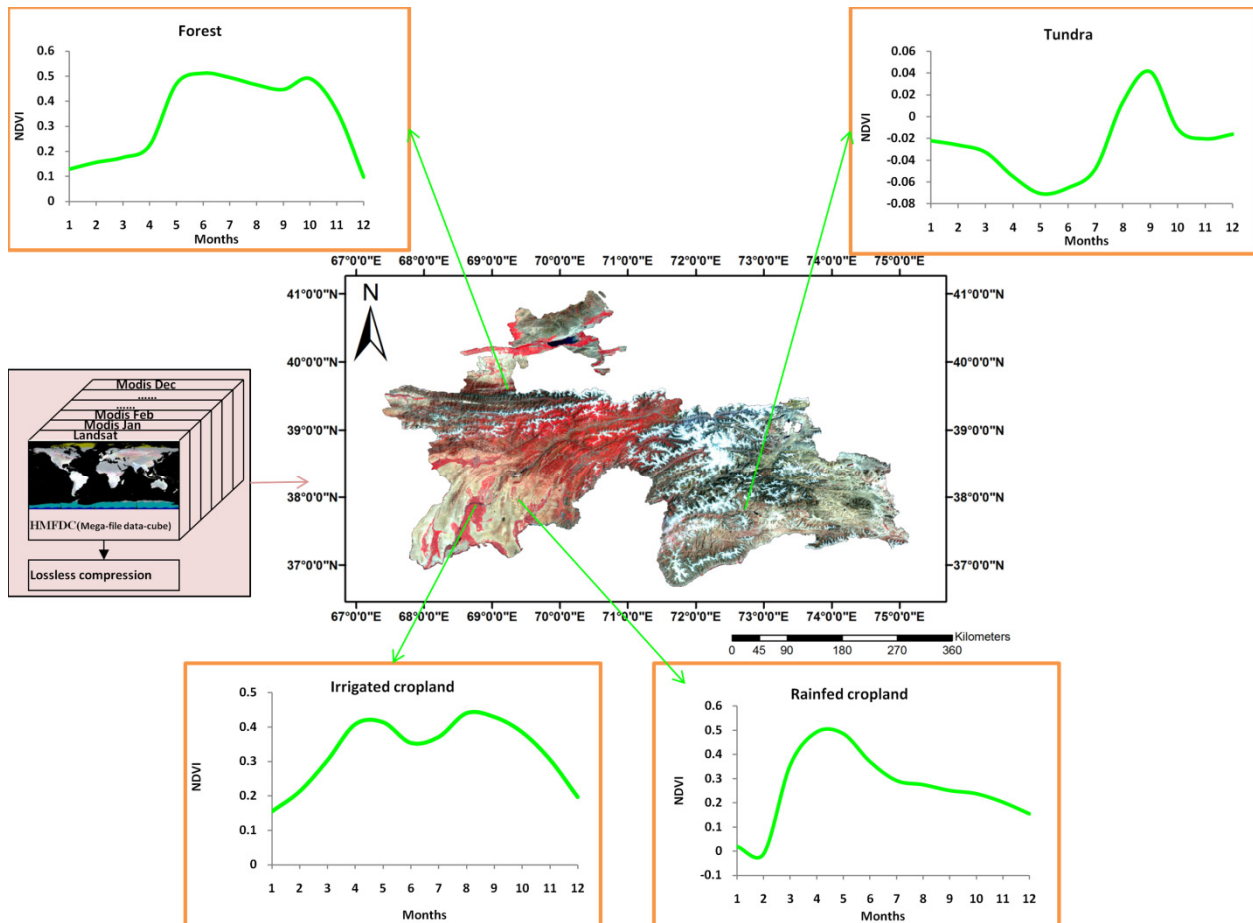 Forest
0.6
0.5
0.4
0.3
0.2
0.1
0
NDVI
1 2 3 4 5 6 7 8 9 10 11 12
Months
Tundra
0.06
0.04
0.02
0
-0.02
-0.04
-0.06
-0.08
NDVI
1 2 3 4 5 6 7 8 9 10 11 12
Months
67°0'0"E 68°0'0"E 69°0'0"E 70°0'0"E 71°0'0"E 72°0'0"E 73°0'0"E 74°0'0"E 75°0'0"E
N
41°0'0"N 41°0'0"N
40°0'0"N 40°0'0"N
39°0'0"N 39°0'0"N
38°0'0"N 38°0'0"N
37°0'0"N 37°0'0"N
67°0'0"E 68°0'0"E 69°0'0"E 70°0'0"E 71°0'0"E 72°0'0"E 73°0'0"E 74°0'0"E 75°0'0"E
Kilometers
0 45 90 180 270 360
Modis Dec
......
......
Modis Feb
Modis Jan
Landsat
HMFDC(Mega-file data-cube)
Lossless compression
Irrigated cropland
0.5
0.4
0.3
0.2
0.1
0
NDVI
1 2 3 4 5 6 7 8 9 10 11 12
Months
Rainfed cropland
0.6
0.5
0.4
0.3
0.2
0.1
0
-0.1
NDVI
1 2 3 4 5 6 7 8 9 10 11 12
Months